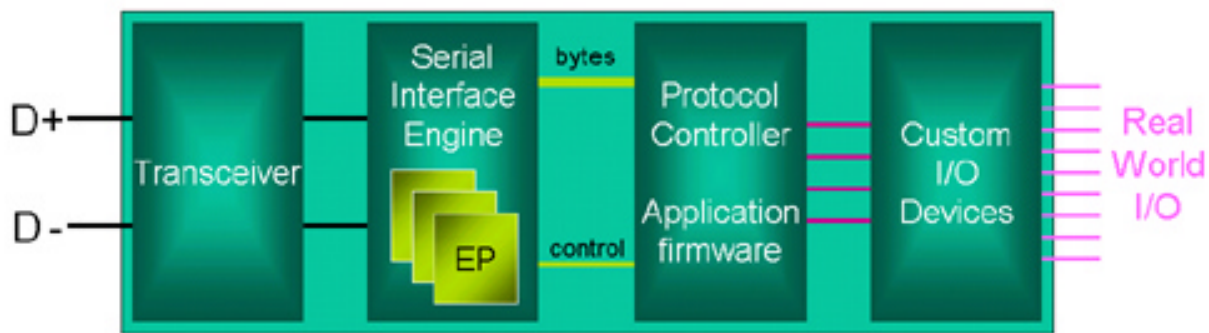 D+
D -
Transceiver
Serial
Interface
Engine
EP
bytes
control
Protocol
Controller
Application
firmware
Custom
I/O
Devices
Real
World
I/O